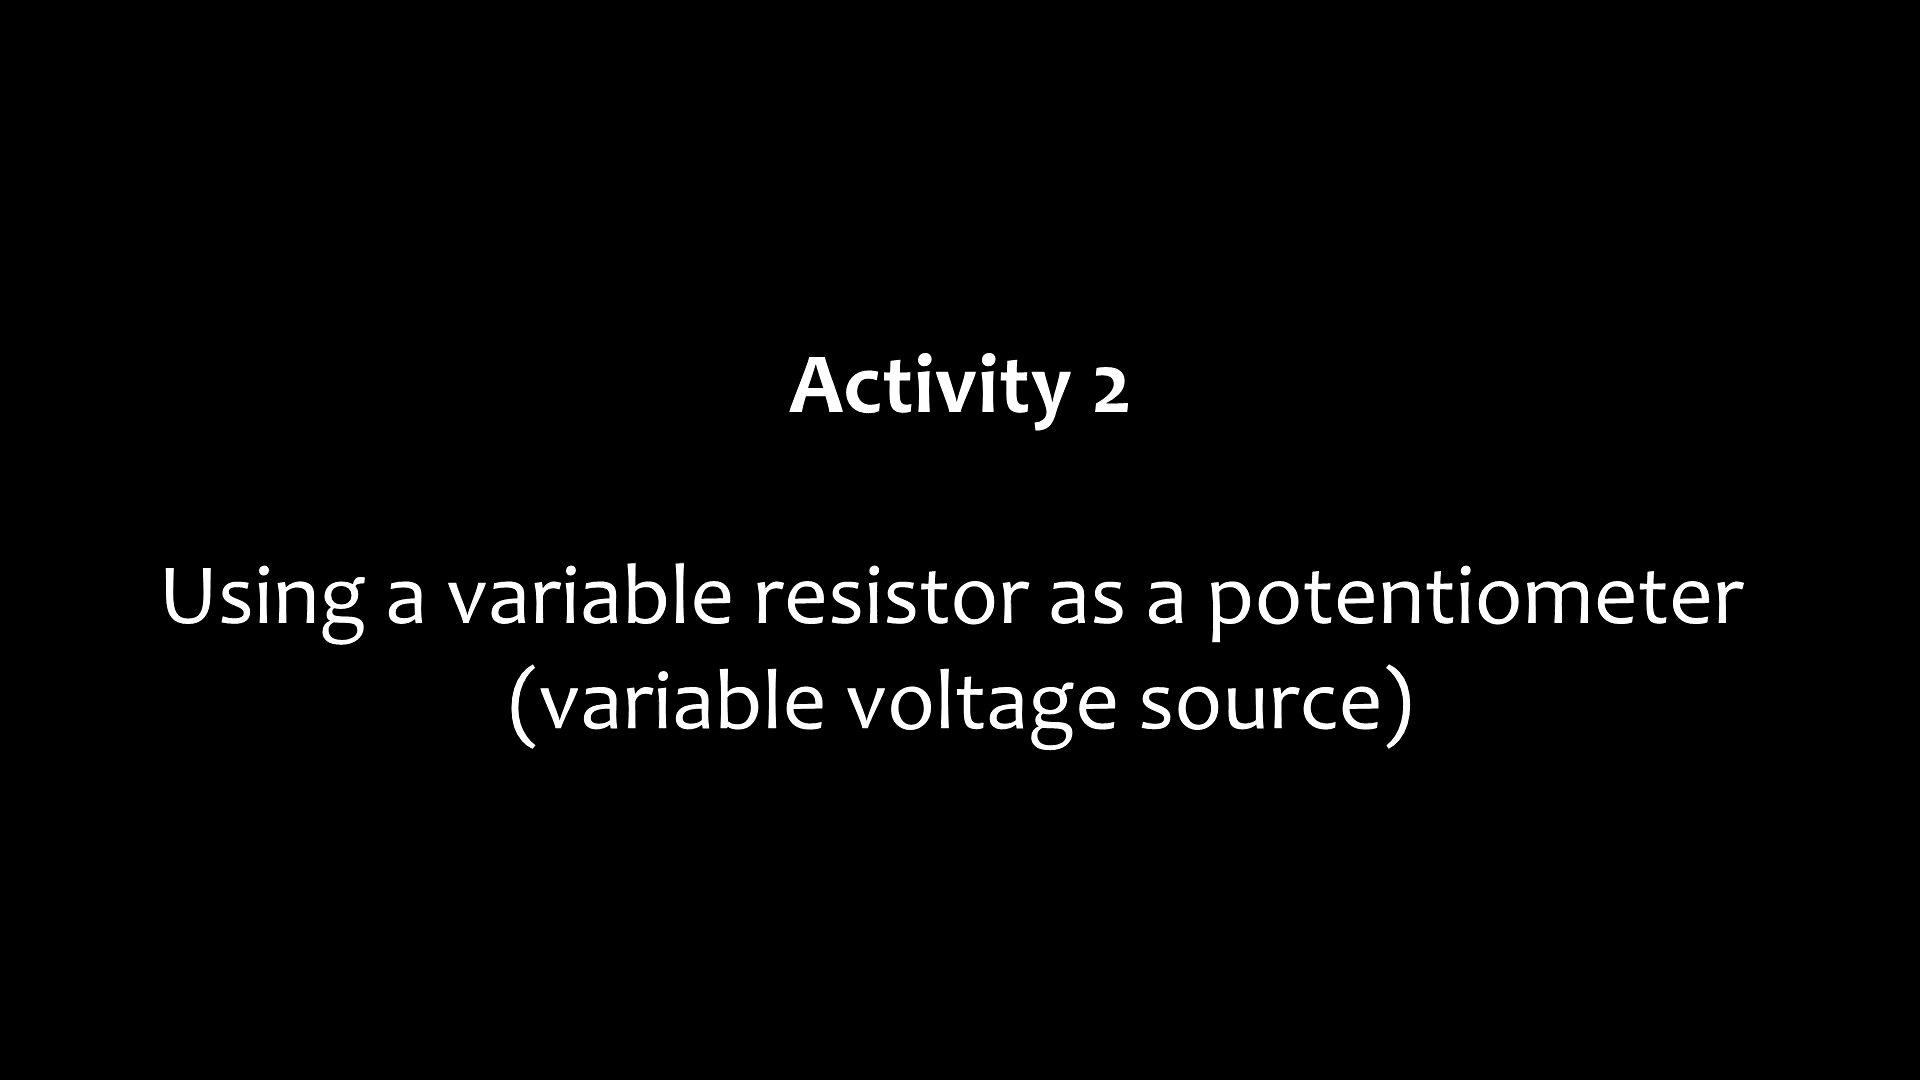 Activity 2
Using a variable resistor as a potentiometer
(variable voltage source)